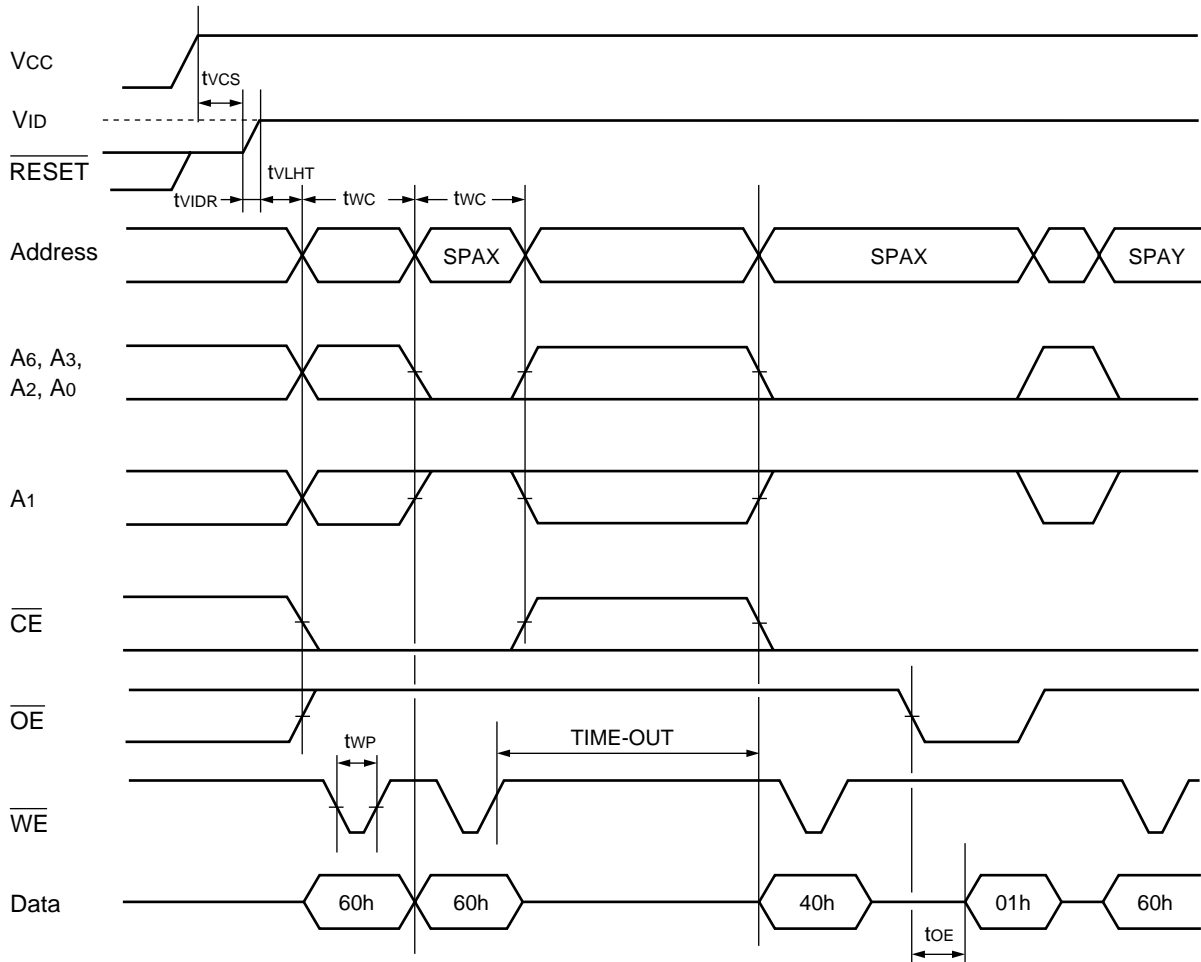 VCC
tVCS
VID
RESET
tVLHT
tVIDR
tWC
tWC
Address
SPAX
SPAX
SPAY
A6, A3,
A2, A0
A1
CE
OE
TIME-OUT
tWP
WE
Data
60h
60h
40h
01h
60h
tOE